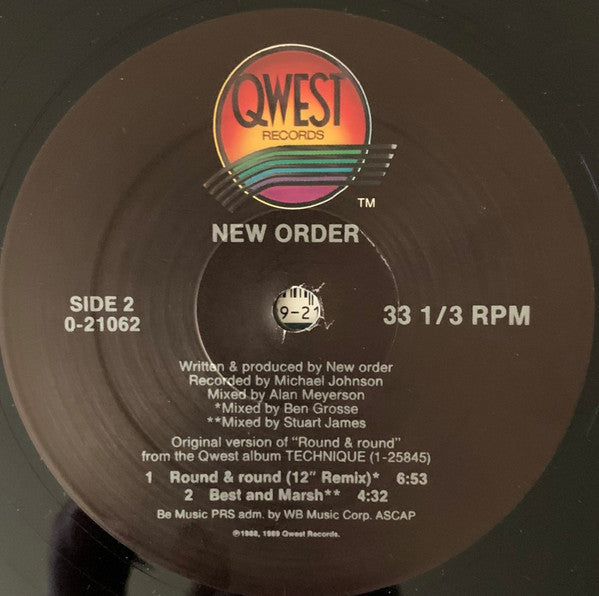 QWEST
RECORDS
TM
NEW ORDER
SIDE 2
0-21062
9-21
33 1/3 RPM
Written & produced by New order
Recorded by Michael Johnson
Mixed by Alan Meyerson
*Mixed by Ben Grosse
**Mixed by Stuart James
Original version of "Round & round"
from the Qwest album TECHNIQUE (1-25845)
1 Round & round (12" Remix)* 6:53
2 Best and Marsh** 4:32
Be Music PRS adm. by WB Music Corp. ASCAP
℗1988, 1989 Qwest Records.